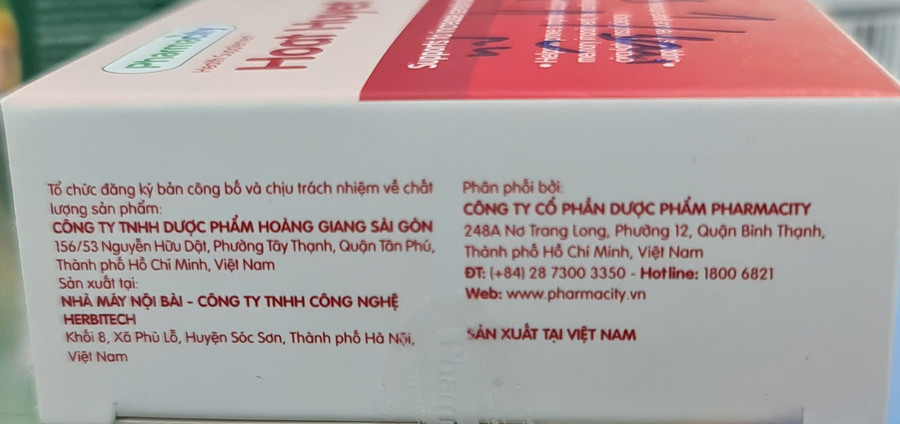 Pharmacity
Health Supplement
Hoạt Huyết
Tổ chức đăng ký bản công bố và chịu trách nhiệm về chất
lượng sản phẩm:
CÔNG TY TNHH DƯỢC PHẨM HOÀNG GIANG SÀI GÒN
156/53 Nguyễn Hữu Dật, Phường Tây Thạnh, Quận Tân Phú,
Thành phố Hồ Chí Minh, Việt Nam
Sản xuất tại:
NHÀ MÁY NỘI BÀI - CÔNG TY TNHH CÔNG NGHỆ
HERBITECH
Khối 8, Xã Phù Lỗ, Huyện Sóc Sơn, Thành phố Hà Nội,
Việt Nam
Phân phối bởi:
CÔNG TY CỔ PHẦN DƯỢC PHẨM PHARMACITY
248A Nơ Trang Long, Phường 12, Quận Bình Thạnh,
Thành phố Hồ Chí Minh, Việt Nam
ĐT: (+84) 28 7300 3350 - Hotline: 1800 6821
Web: www.pharmacity.vn
SẢN XUẤT TẠI VIỆT NAM